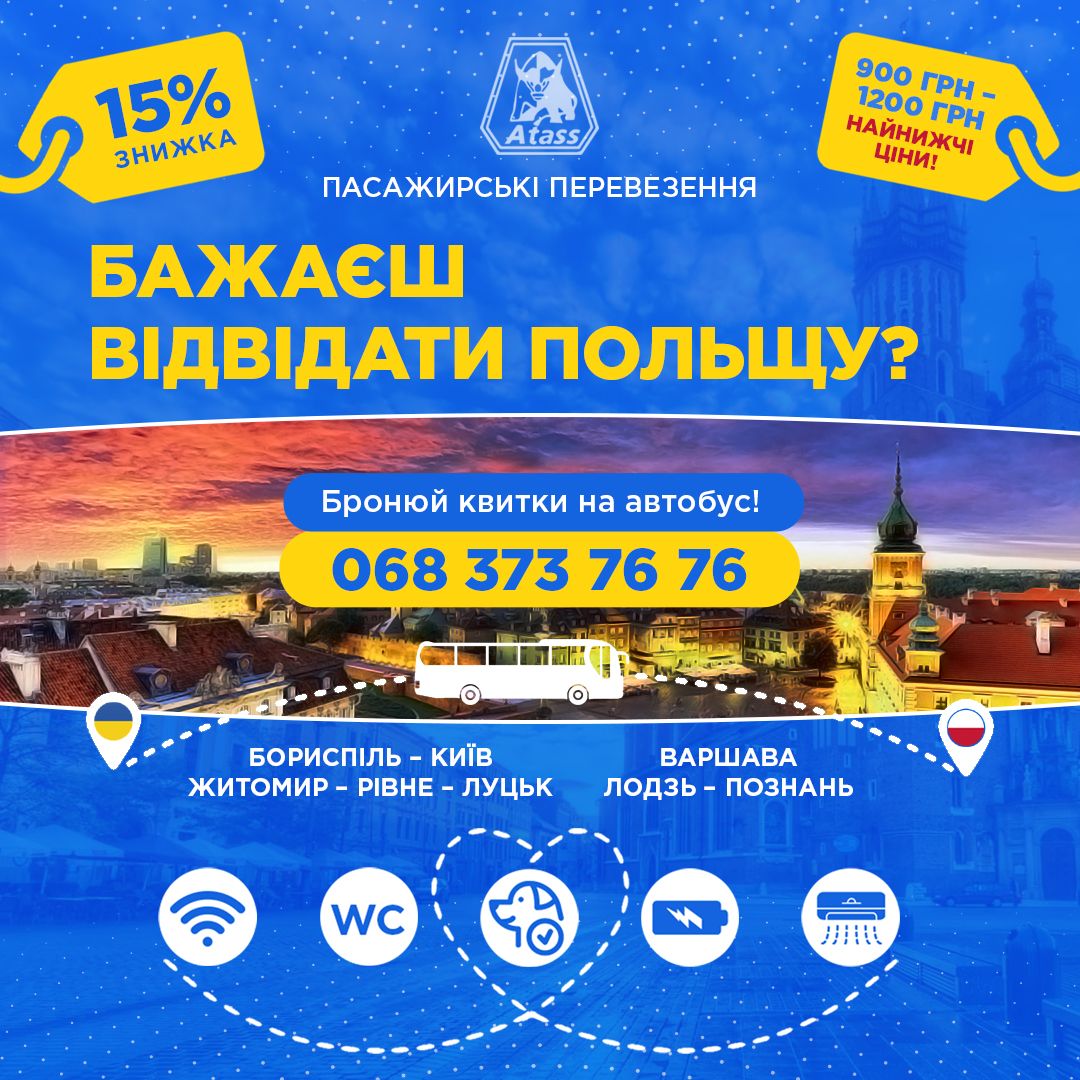 15%
ЗНИЖКА
Atass
900 ГРН –
1200 ГРН
НАЙНИЖЧІ
ЦІНИ!
ПАСАЖИРСЬКІ ПЕРЕВЕЗЕННЯ
БАЖАЄШ
ВІДВІДАТИ ПОЛЬЩУ?
Бронюй квитки на автобус!
068 373 76 76
БОРИСПІЛЬ – КИЇВ
ЖИТОМИР – РІВНЕ – ЛУЦЬК
ВАРШАВА
ЛОДЗЬ – ПОЗНАНЬ
WC